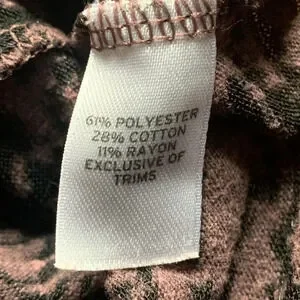 61% POLYESTER
28% COTTON
11% RAYON
EXCLUSIVE OF
TRIMS